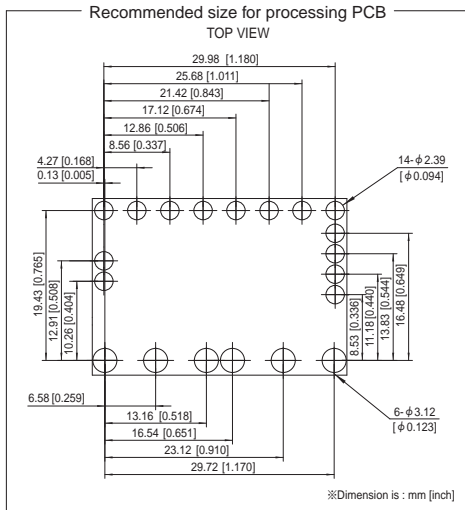 Recommended size for processing PCB
TOP VIEW
29.98 [1.180]
25.68 [1.011]
21.42 [0.843]
17.12 [0.674]
12.86 [0.506]
8.56 [0.337]
4.27 [0.168]
0.13 [0.005]
14-φ2.39
[φ0.094]
19.43 [0.765]
12.91 [0.508]
10.26 [0.404]
8.53 [0.336]
11.18 [0.440]
13.83 [0.544]
16.48 [0.649]
6.58 [0.259]
13.16 [0.518]
16.54 [0.651]
23.12 [0.910]
29.72 [1.170]
6-φ3.12
[φ0.123]
※Dimension is : mm [inch]